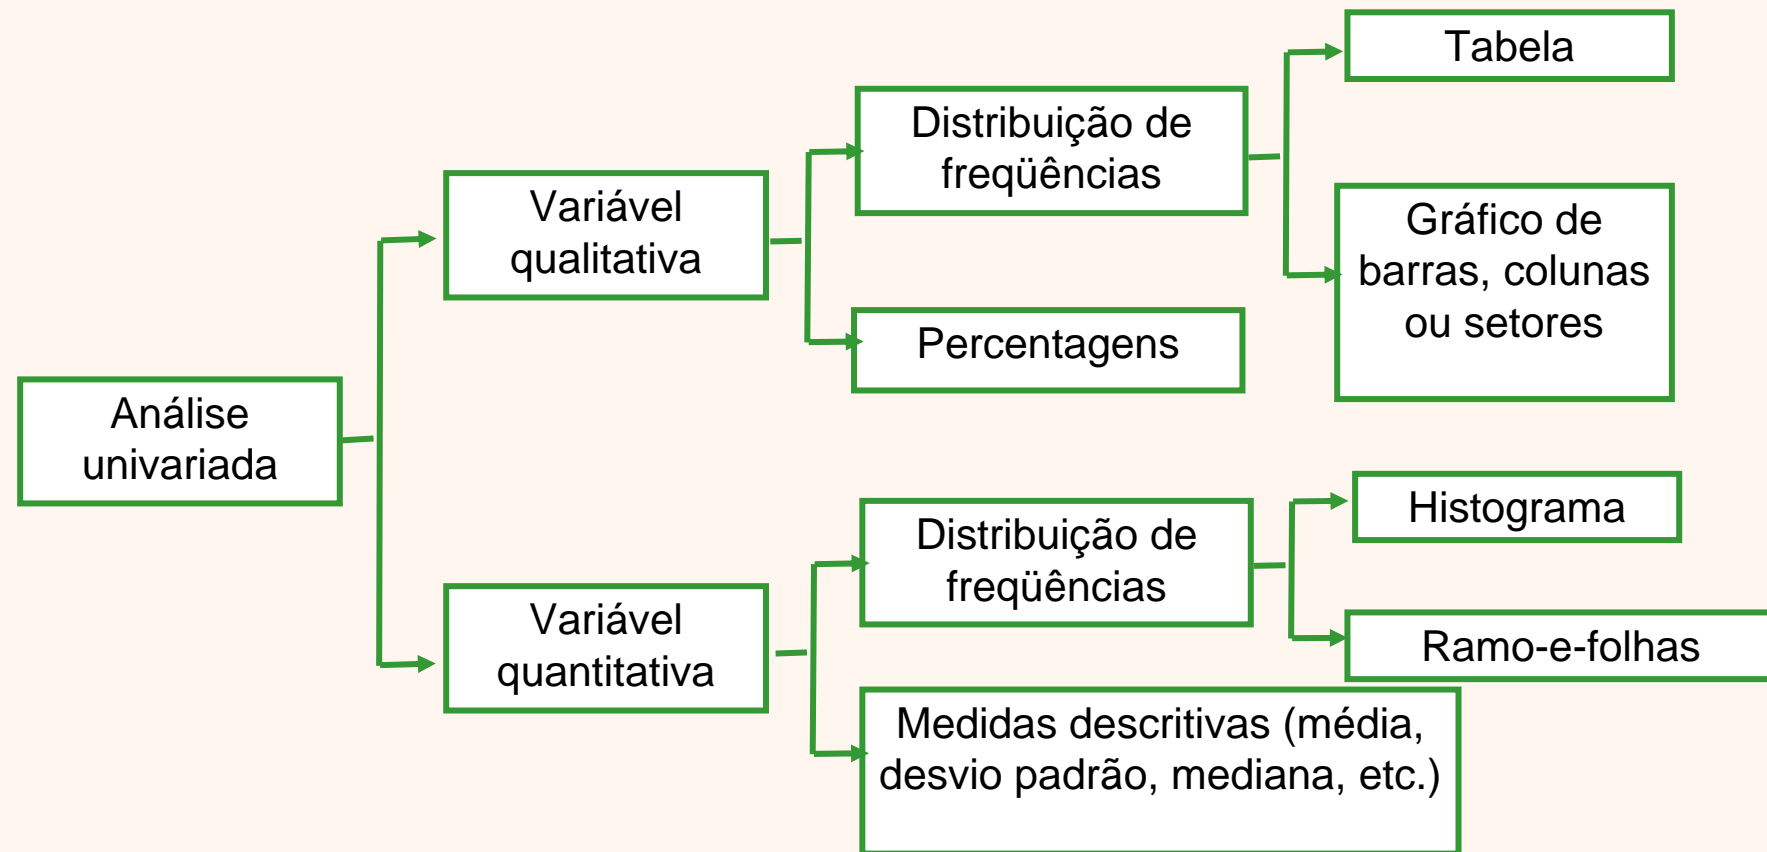 Análise
univariada
Variável
qualitativa
Distribuição de
freqüências
Tabela
Gráfico de
barras, colunas
ou setores
Percentagens
Variável
quantitativa
Distribuição de
freqüências
Histograma
Ramo-e-folhas
Medidas descritivas (média,
desvio padrão, mediana, etc.)